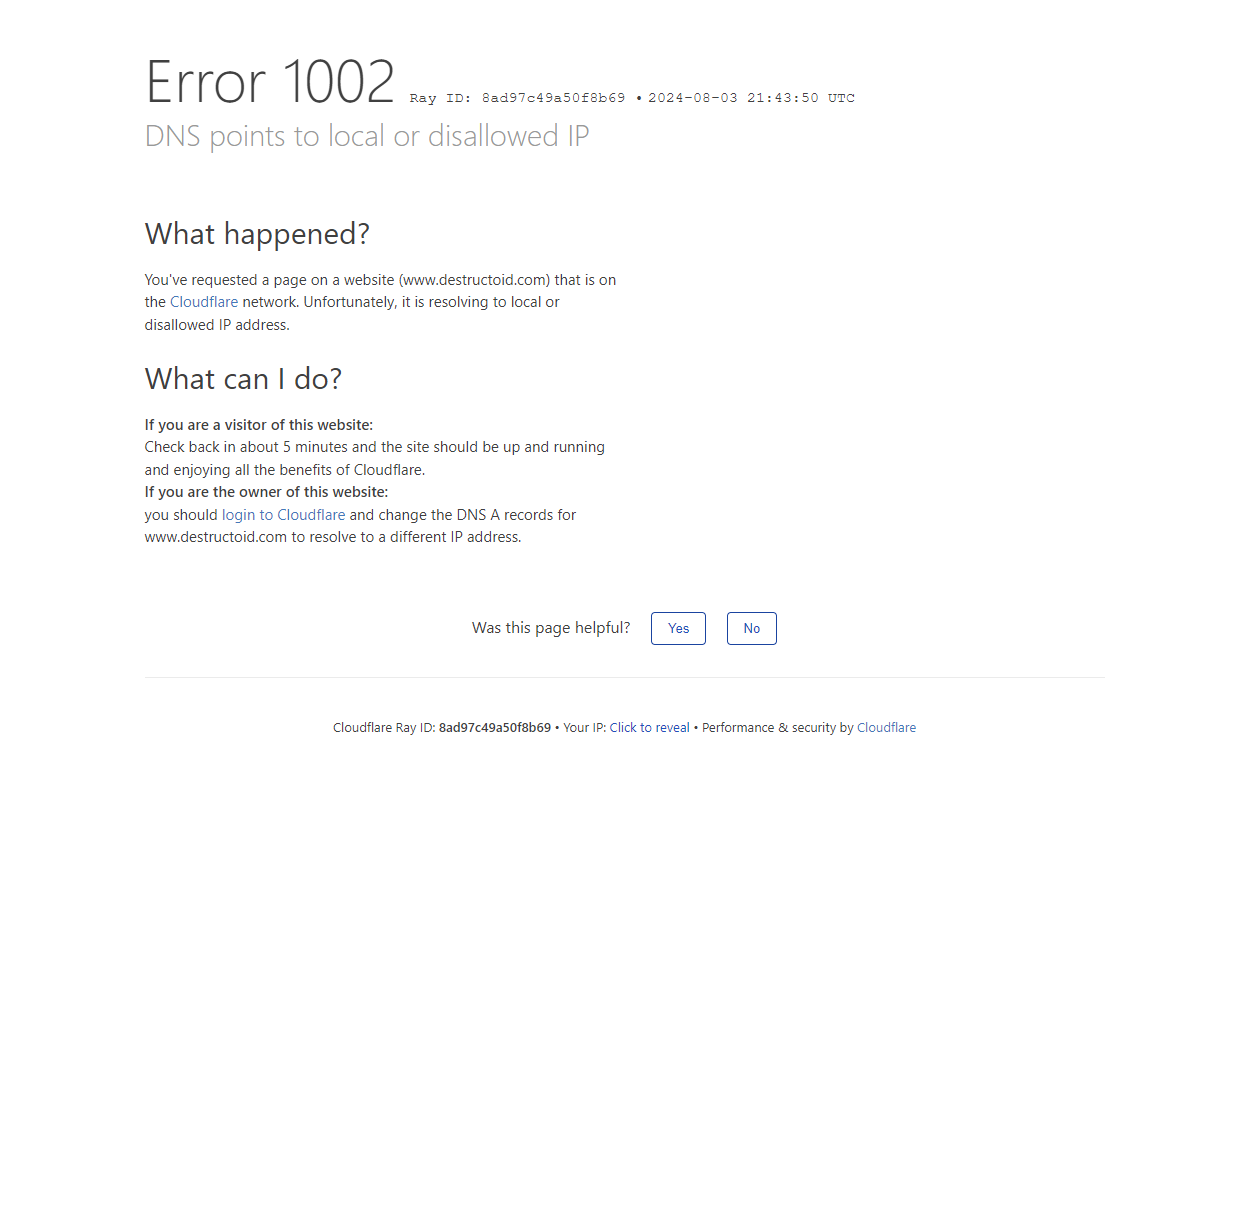 Error 1002 Ray ID: 8ad97c49a50f8b69 • 2024-08-03 21:43:50 UTC
DNS points to local or disallowed IP
What happened?
You've requested a page on a website (www.destructoid.com) that is on
the Cloudflare network. Unfortunately, it is resolving to local or
disallowed IP address.
What can I do?
If you are a visitor of this website:
Check back in about 5 minutes and the site should be up and running
and enjoying all the benefits of Cloudflare.
If you are the owner of this website:
you should login to Cloudflare and change the DNS A records for
www.destructoid.com to resolve to a different IP address.
Was this page helpful? Yes No
Cloudflare Ray ID: 8ad97c49a50f8b69 • Your IP: Click to reveal • Performance & security by Cloudflare